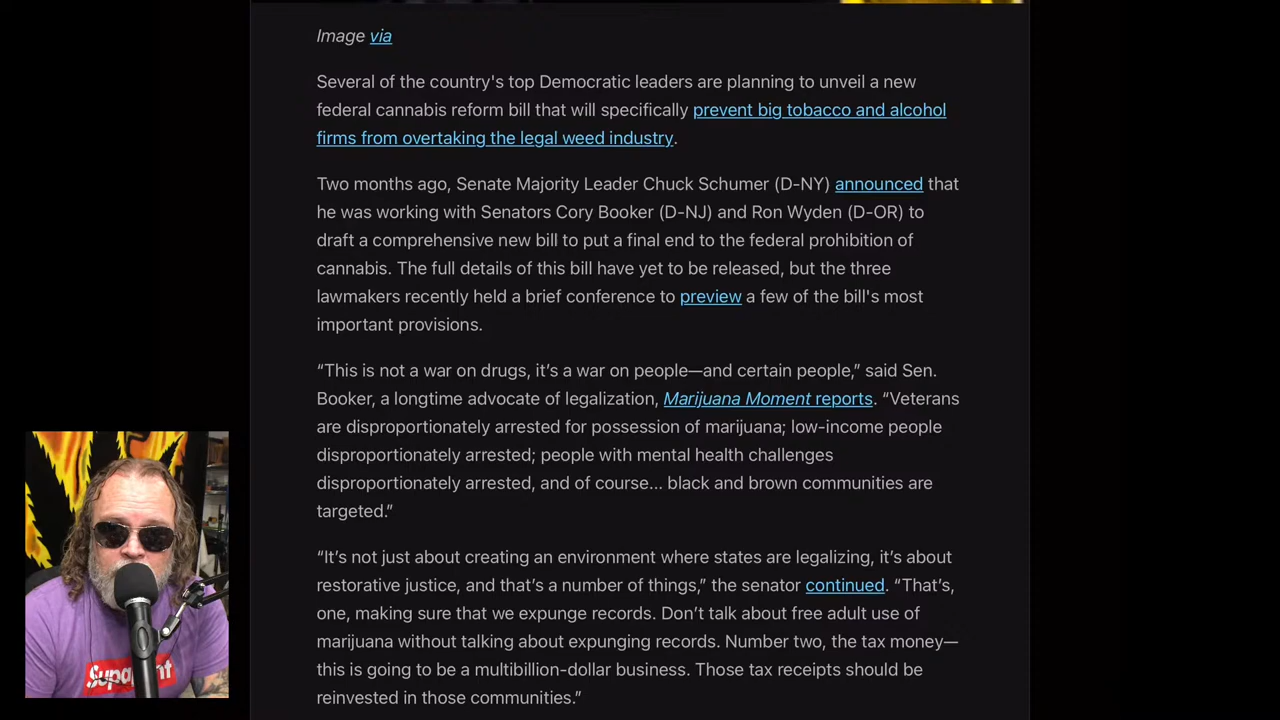 Image via
Several of the country's top Democratic leaders are planning to unveil a new
federal cannabis reform bill that will specifically prevent big tobacco and alcohol
firms from overtaking the legal weed industry.
Two months ago, Senate Majority Leader Chuck Schumer (D-NY) announced that
he was working with Senators Cory Booker (D-NJ) and Ron Wyden (D-OR) to
draft a comprehensive new bill to put a final end to the federal prohibition of
cannabis. The full details of this bill have yet to be released, but the three
lawmakers recently held a brief conference to preview a few of the bill's most
important provisions.
“This is not a war on drugs, it’s a war on people—and certain people,” said Sen.
Booker, a longtime advocate of legalization, Marijuana Moment reports. “Veterans
are disproportionately arrested for possession of marijuana; low-income people
disproportionately arrested; people with mental health challenges
disproportionately arrested, and of course... black and brown communities are
targeted.”
“It’s not just about creating an environment where states are legalizing, it’s about
restorative justice, and that’s a number of things,” the senator continued. “That’s,
one, making sure that we expunge records. Don’t talk about free adult use of
marijuana without talking about expunging records. Number two, the tax money—
this is going to be a multibillion-dollar business. Those tax receipts should be
reinvested in those communities.”